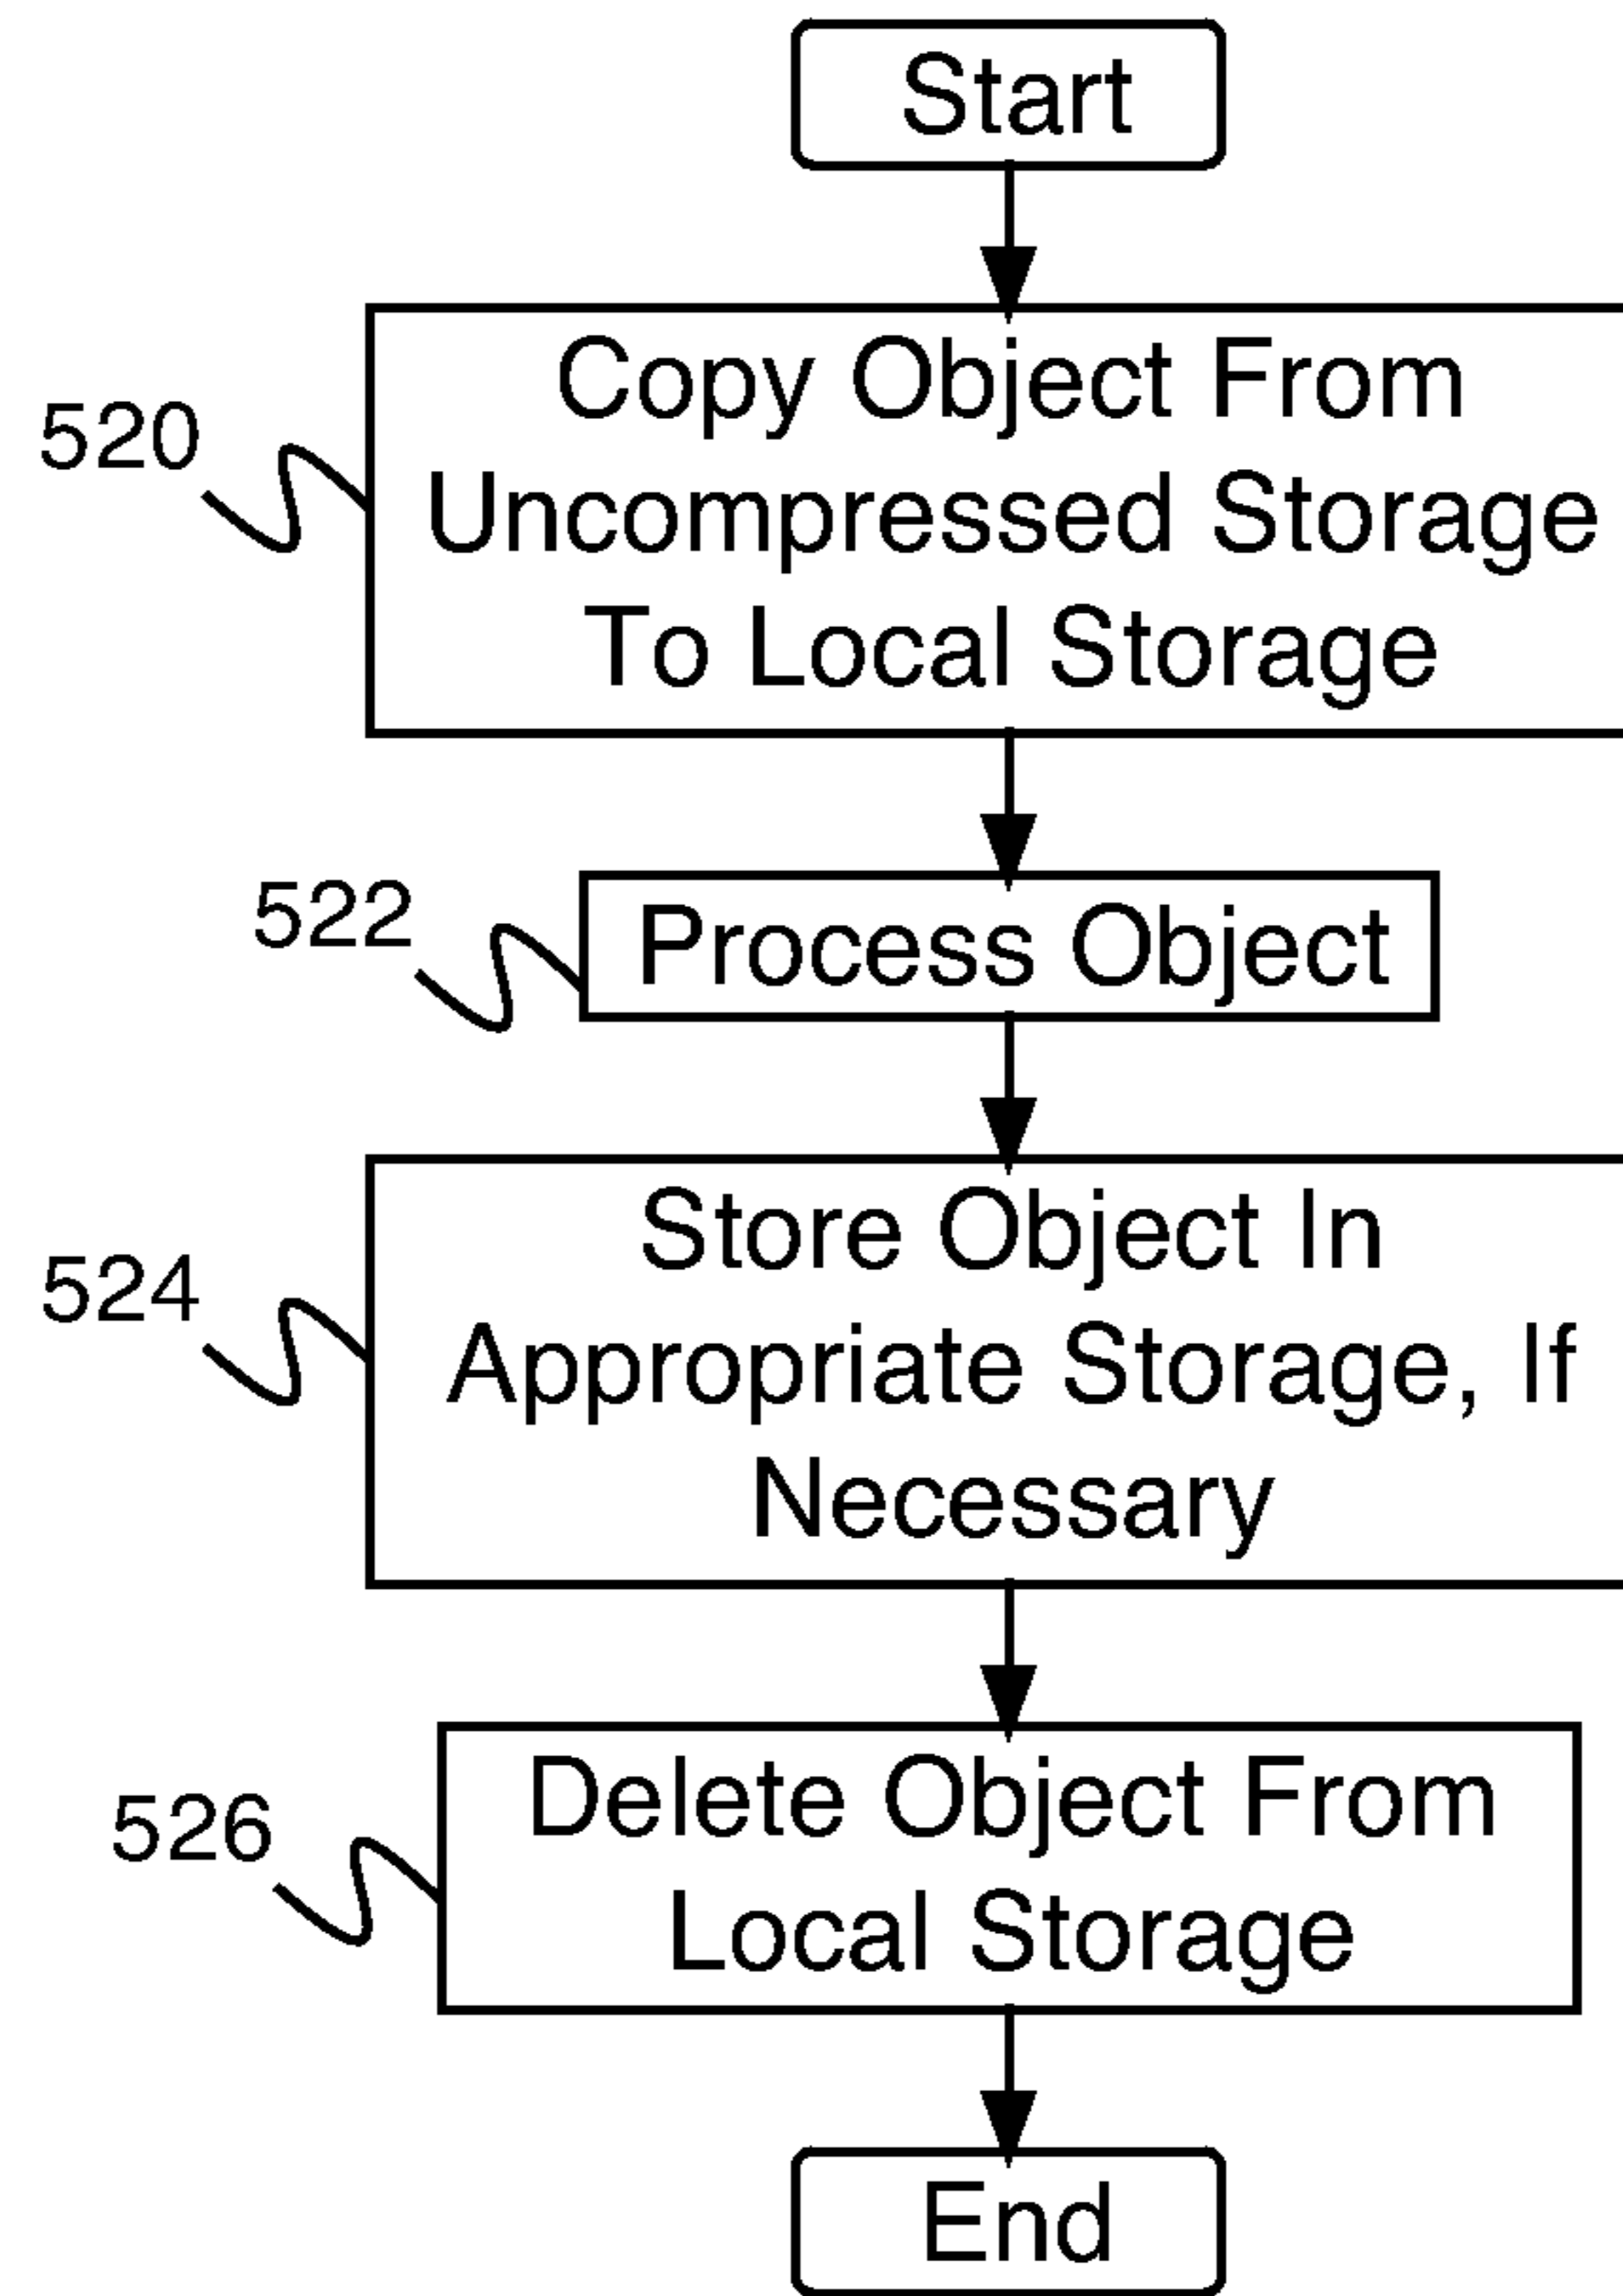 Start
520
Copy Object From
Uncompressed Storage
To Local Storage
522
Process Object
524
Store Object In
Appropriate Storage, If
Necessary
526
Delete Object From
Local Storage
End